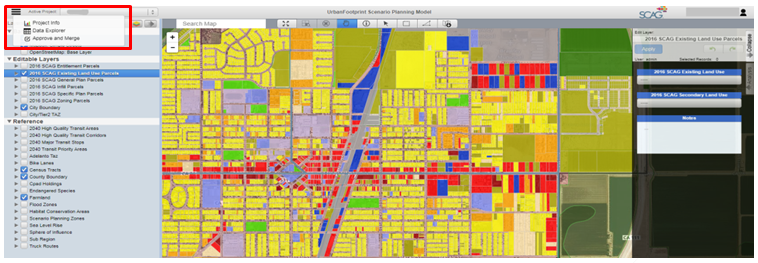 UrbanFootprint Scenario Planning Model
Active Project
Project Info
Data Explorer
Approve and Merge
Search Map
SCAG
OpenStreetMap: Base Layer
Editable Layers
2016 SCAG Entitlement Parcels
2016 SCAG Existing Land Use Parcels
2016 SCAG General Plan Parcels
2016 SCAG Infill Parcels
2016 SCAG Specific Plan Parcels
2016 SCAG Zoning Parcels
City Boundary
City/Tier2 TAZ
Reference
2040 High Quality Transit Areas
2040 High Quality Transit Corridors
2040 Major Transit Stops
2040 Transit Priority Areas
Adelanto Taz
Bike Lanes
Census Tracts
County Boundary
Cpad Holdings
Endangered Species
Farmland
Flood Zones
Habitat Conservation Areas
Scenario Planning Zones
Sea Level Rise
Sphere of Influence
Sub Region
Truck Routes
+
-
Edit Layer
2016 SCAG Existing Land Use Parcels
Apply
User: admin
Selected Records: 0
2016 SCAG Existing Land Use
2016 SCAG Secondary Land Use
Notes